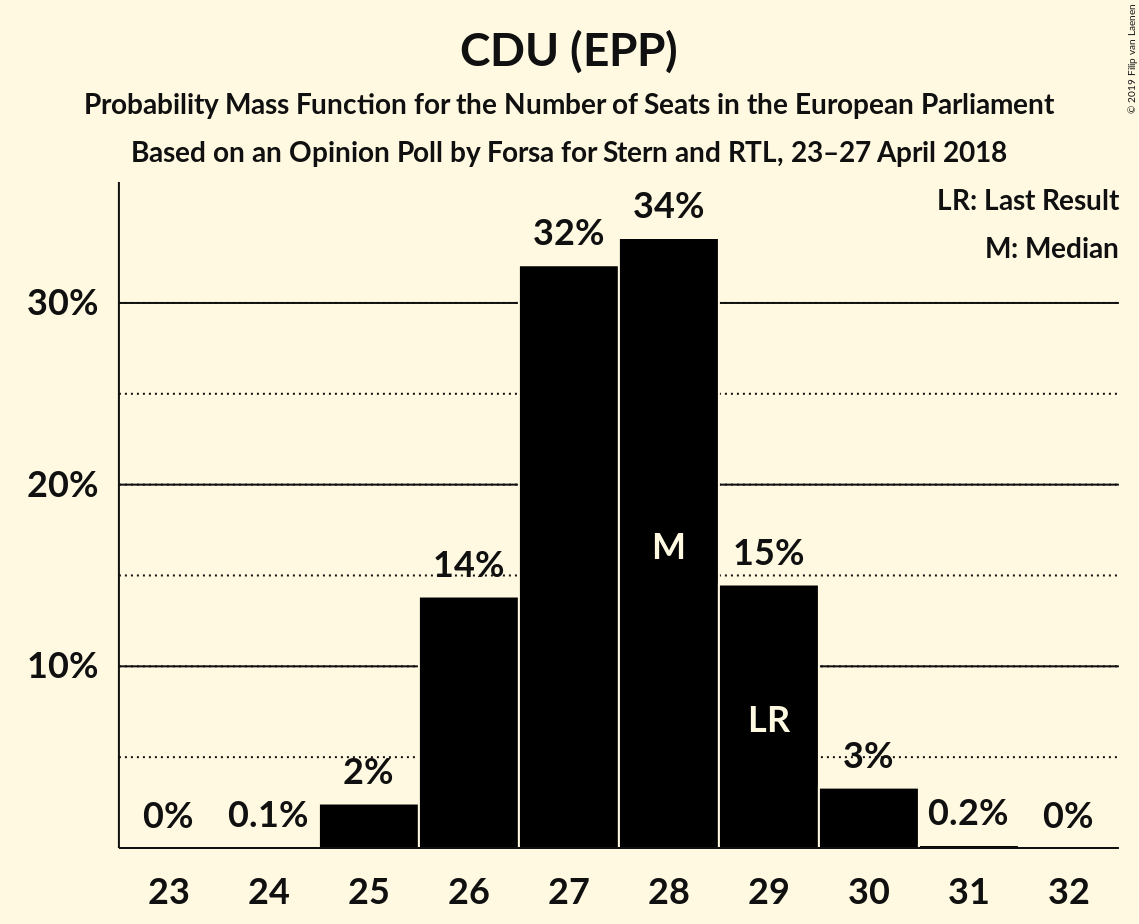 CDU (EPP)
Probability Mass Function for the Number of Seats in the European Parliament
Based on an Opinion Poll by Forsa for Stern and RTL, 23–27 April 2018
© 2019 Filip van Laenen
LR: Last Result
M: Median
34%
32%
30%
20%
M
15%
14%
10%
LR
3%
2%
0%
0.1%
0.2%
0%
23 24 25 26 27 28 29 30 31 32